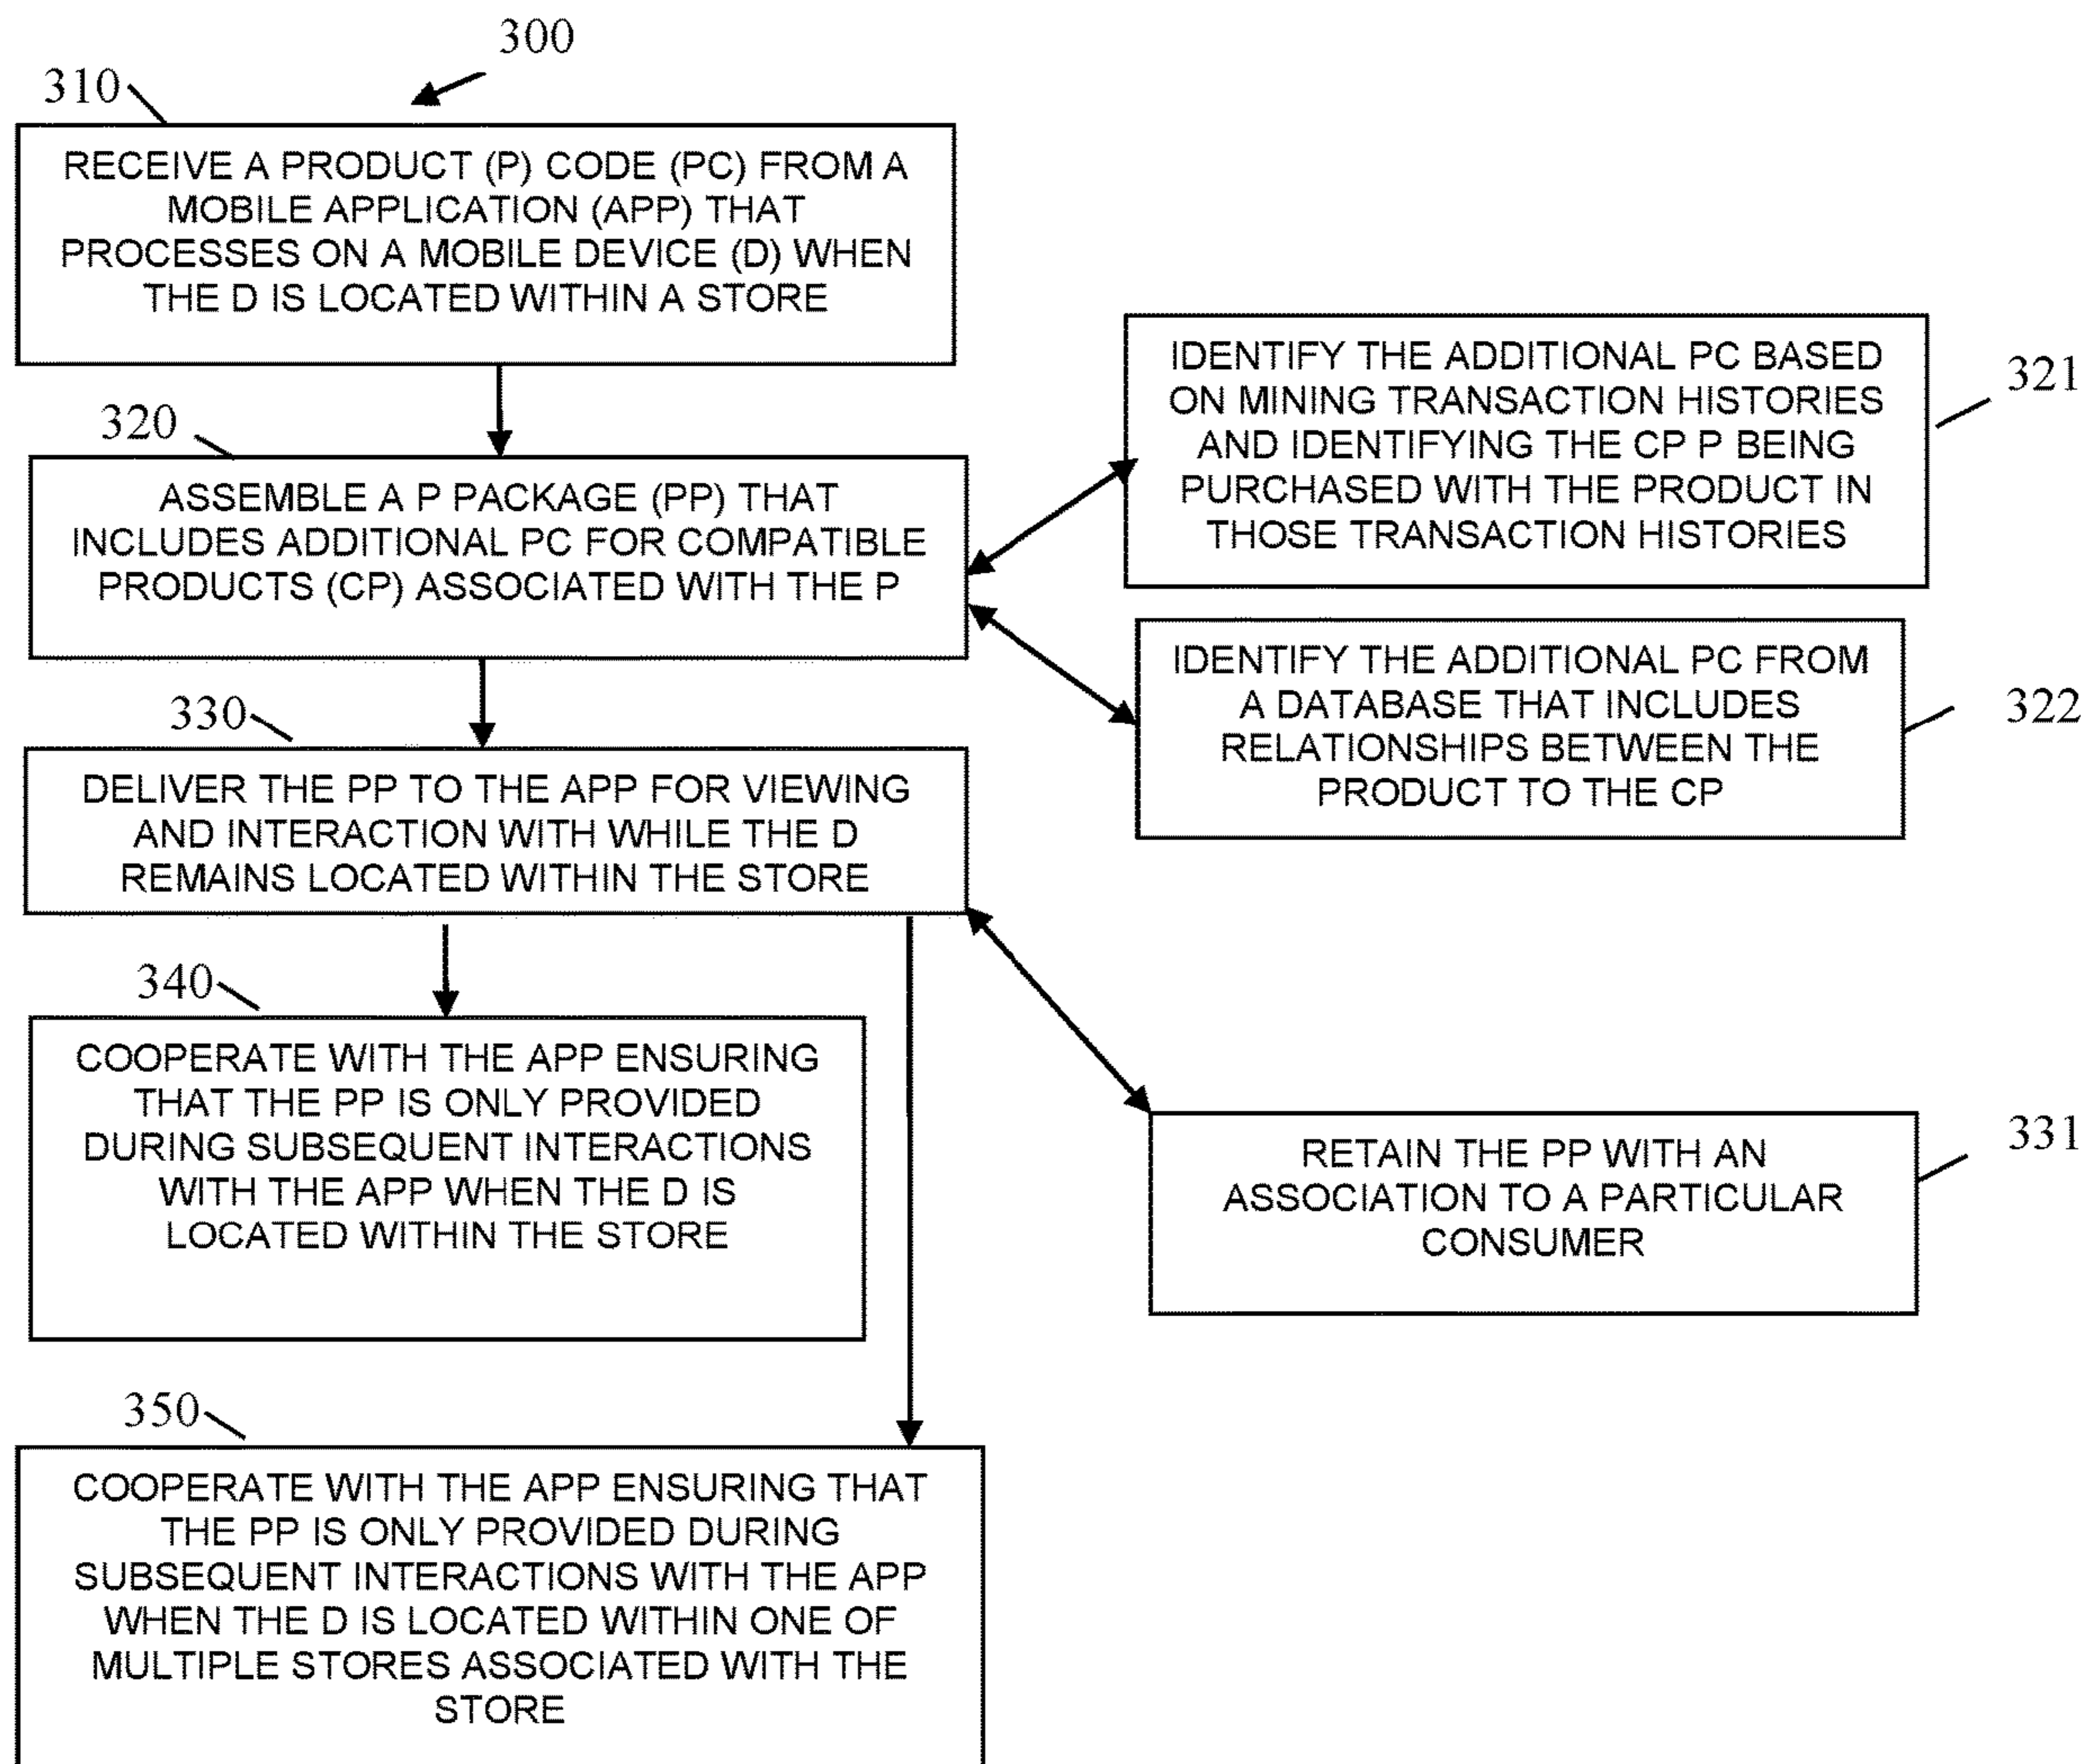 300
310
RECEIVE A PRODUCT (P) CODE (PC) FROM A
MOBILE APPLICATION (APP) THAT
PROCESSES ON A MOBILE DEVICE (D) WHEN
THE D IS LOCATED WITHIN A STORE
320
ASSEMBLE A P PACKAGE (PP) THAT
INCLUDES ADDITIONAL PC FOR COMPATIBLE
PRODUCTS (CP) ASSOCIATED WITH THE P
IDENTIFY THE ADDITIONAL PC BASED
ON MINING TRANSACTION HISTORIES
AND IDENTIFYING THE CP P BEING
PURCHASED WITH THE PRODUCT IN
THOSE TRANSACTION HISTORIES
321
IDENTIFY THE ADDITIONAL PC FROM
A DATABASE THAT INCLUDES
RELATIONSHIPS BETWEEN THE
PRODUCT TO THE CP
322
330
DELIVER THE PP TO THE APP FOR VIEWING
AND INTERACTION WITH WHILE THE D
REMAINS LOCATED WITHIN THE STORE
340
COOPERATE WITH THE APP ENSURING
THAT THE PP IS ONLY PROVIDED
DURING SUBSEQUENT INTERACTIONS
WITH THE APP WHEN THE D IS
LOCATED WITHIN THE STORE
RETAIN THE PP WITH AN
ASSOCIATION TO A PARTICULAR
CONSUMER
331
350
COOPERATE WITH THE APP ENSURING THAT
THE PP IS ONLY PROVIDED DURING
SUBSEQUENT INTERACTIONS WITH THE APP
WHEN THE D IS LOCATED WITHIN ONE OF
MULTIPLE STORES ASSOCIATED WITH THE
STORE